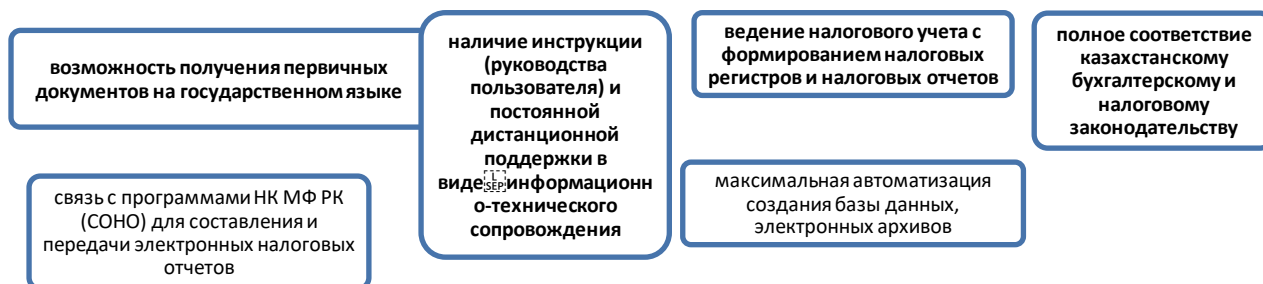 возможность получения первичных
документов на государственном языке
связь с программами НК МФ РК
(СОНО) для составления и
передачи электронных налоговых
отчетов
наличие инструкции
(руководства
пользователя) и
постоянной
дистанционной
поддержки в
виде L SEP информационн
о-технического
сопровождения
ведение налогового учета с
формированием налоговых
регистров и налоговых отчетов
максимальная автоматизация
создания базы данных,
электронных архивов
полное соответствие
казахстанскому
бухгалтерскому и
налоговому
законодательству